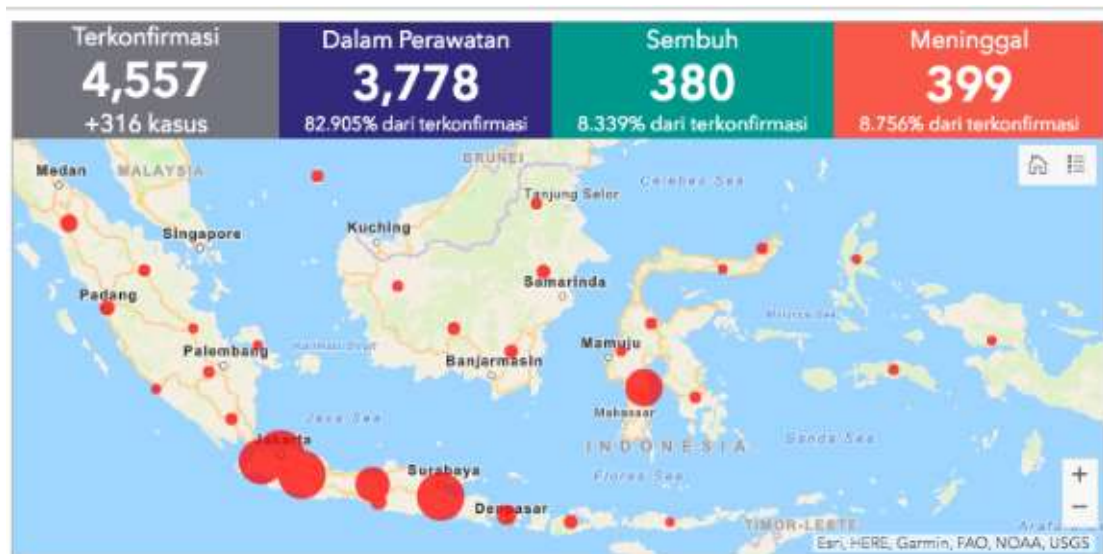 Terkonfirmasi
4,557
+316 kasus
Dalam Perawatan
3,778
82.905% dari terkonfirmasi
Sembuh
380
8.339% dari terkonfirmasi
Meninggal
399
8.756% dari terkonfirmasi
BRUNEI
Medan
MALAYSIA
Celebes Sea
Tanjung Selor
Kuching
Singapore
Samarinda
Padang
Palembang
Banjarmasin
Mamuju
Makassar
Java Sea
Jakarta
INDONESIA
Banda Sea
Surabaya
Flores Sea
Denpasar
TIMOR-LESTE
+
−
Esri, HERE, Garmin, FAO, NOAA, USGS